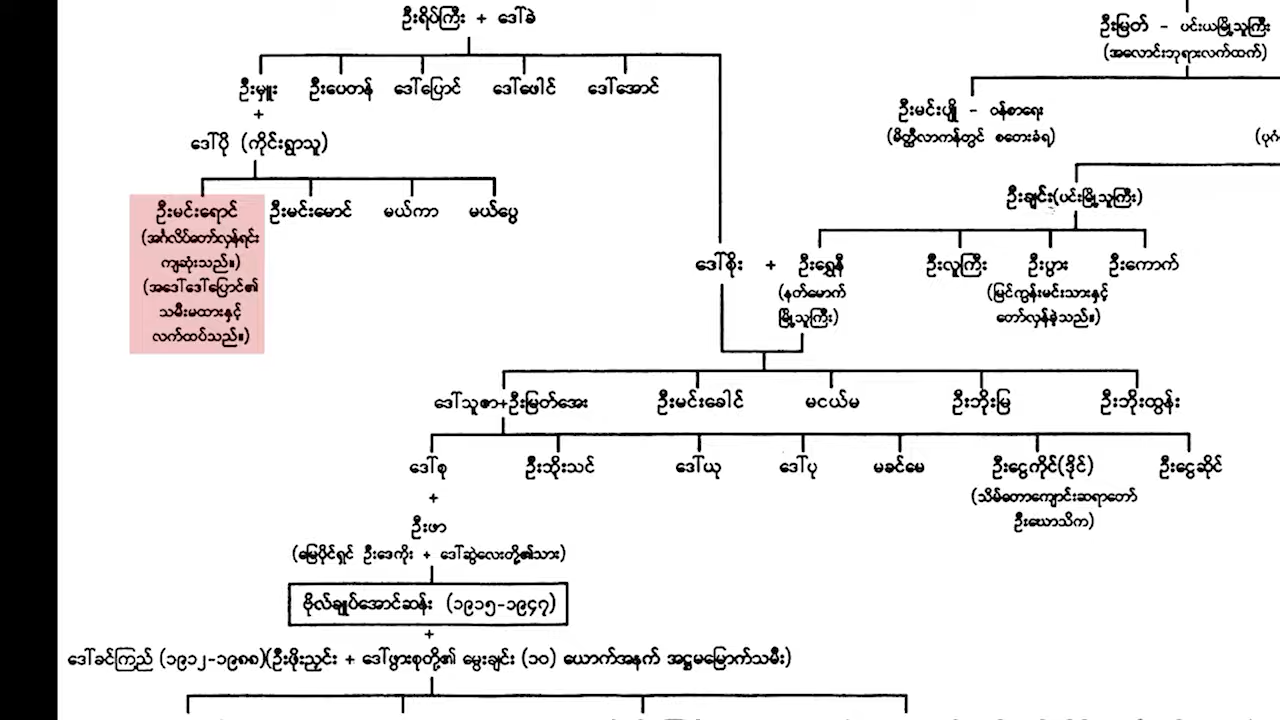 ဦးရိပ်ကြီး + ဒေါ်ခဲ
ဦးမြတ် - ပင်းယမြို့သူကြီး
(အလောင်းဘုရားလက်ထက်)
ဦးမှူး ဦးပေတန် ဒေါ်ပြောင် ဒေါ်ဖေါင် ဒေါ်အောင်
+
ဒေါ်ပို (ကိုင်းရွာသူ)
ဦးမင်းပျို - ဝန်စာရေး
(မိတ္ထီလာကန်တွင် စတေးခံရ)
ဦးချင်း(ပင်းမြို့သူကြီး)
ဦးမင်းရောင် ဦးမင်းမောင် မယ်ကာ မယ်ပွေ
(အင်္ဂလိပ်တော်လှန်ရင်း
ကျဆုံးသည်။)
(အဒေါ်ဒေါ်ပြောင်၏
သမီးမထားနှင့်
လက်ထပ်သည်။)
ဒေါ်စိုး + ဦးရွှေနီ ဦးလူကြီး ဦးပွား ဦးကောက်
(နတ်မောက်
မြို့သူကြီး)
(မြင်ကွန်းမင်းသားနှင့်
တော်လှန်ခဲ့သည်။)
ဒေါ်သူဇာ+ဦးမြတ်အေး ဦးမင်းခေါင် မငယ်မ ဦးဘိုးမြ ဦးဘိုးထွန်း
ဒေါ်စု ဦးဘိုးသင် ဒေါ်ယု ဒေါ်ပု မခင်မေ ဦးငွေကိုင်(ဒိုင်) ဦးငွေဆိုင်
(သိမ်တောကျောင်းဆရာတော်
ဦးဃောသိက)
+
ဦးဖာ
(မြေပိုင်ရှင် ဦးဒေကိုး + ဒေါ်ဆွဲလေးတို့၏သား)
ဗိုလ်ချုပ်အောင်ဆန်း (၁၉၁၅-၁၉၄၇)
+
ဒေါ်ခင်ကြည် (၁၉၁၂-၁၉၈၈)(ဦးဖိုးညှင်း + ဒေါ်ဖွားစုတို့၏ မွေးချင်း (၁၀) ယောက်အနက် အဋ္ဌမမြောက်သမီး)